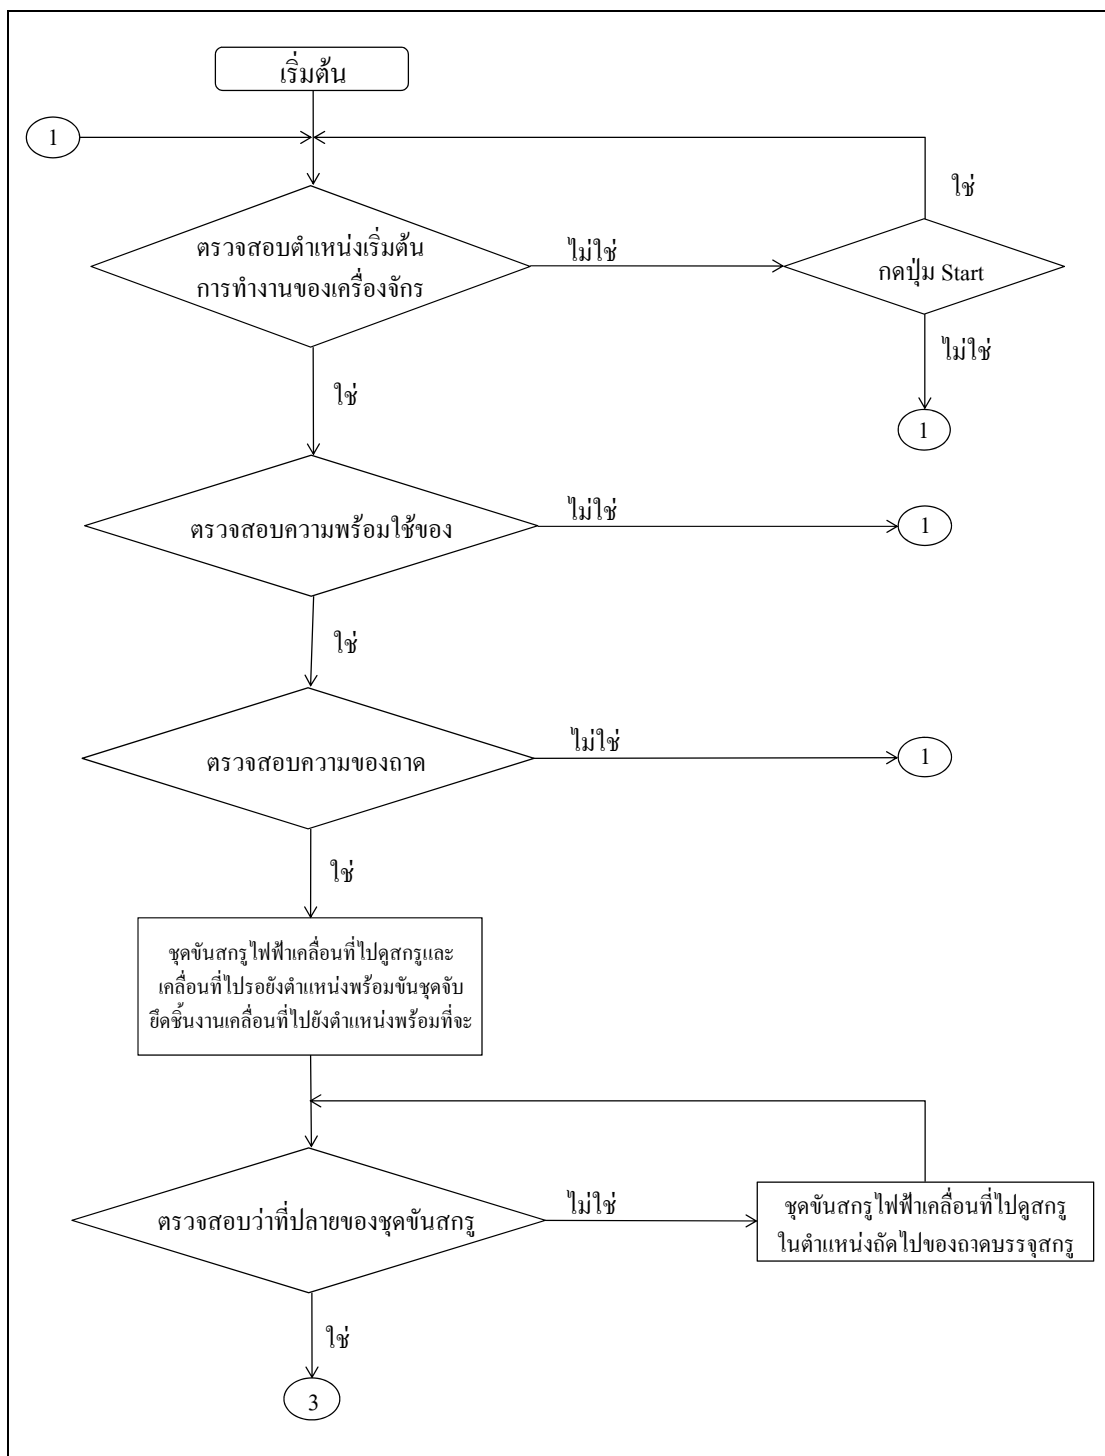 เริ่มต้น
1
ใช่
ตรวจสอบตำเหน่งเริ่มต้น
การทำงานของเครื่องจักร
ไม่ใช่
กดปุ่ม Start
ไม่ใช่
ใช่
1
ตรวจสอบความพร้อมใช้ของ
ไม่ใช่
1
ใช่
ตรวจสอบความของถาด
ไม่ใช่
1
ใช่
ชุดขันสกรูไฟฟ้าเคลื่อนที่ไปดูสกรูและ
เคลื่อนที่ไปรอยังตำแหน่งพร้อมขันชุดจับ
ยึดชิ้นงานเคลื่อนที่ไปยังตำแหน่งพร้อมที่จะ
ตรวจสอบว่าที่ปลายของชุดขันสกรู
ไม่ใช่
ชุดขันสกรูไฟฟ้าเคลื่อนที่ไปดูสกรู
ในตำแหน่งถัดไปของถาดบรรจุสกรู
ใช่
3